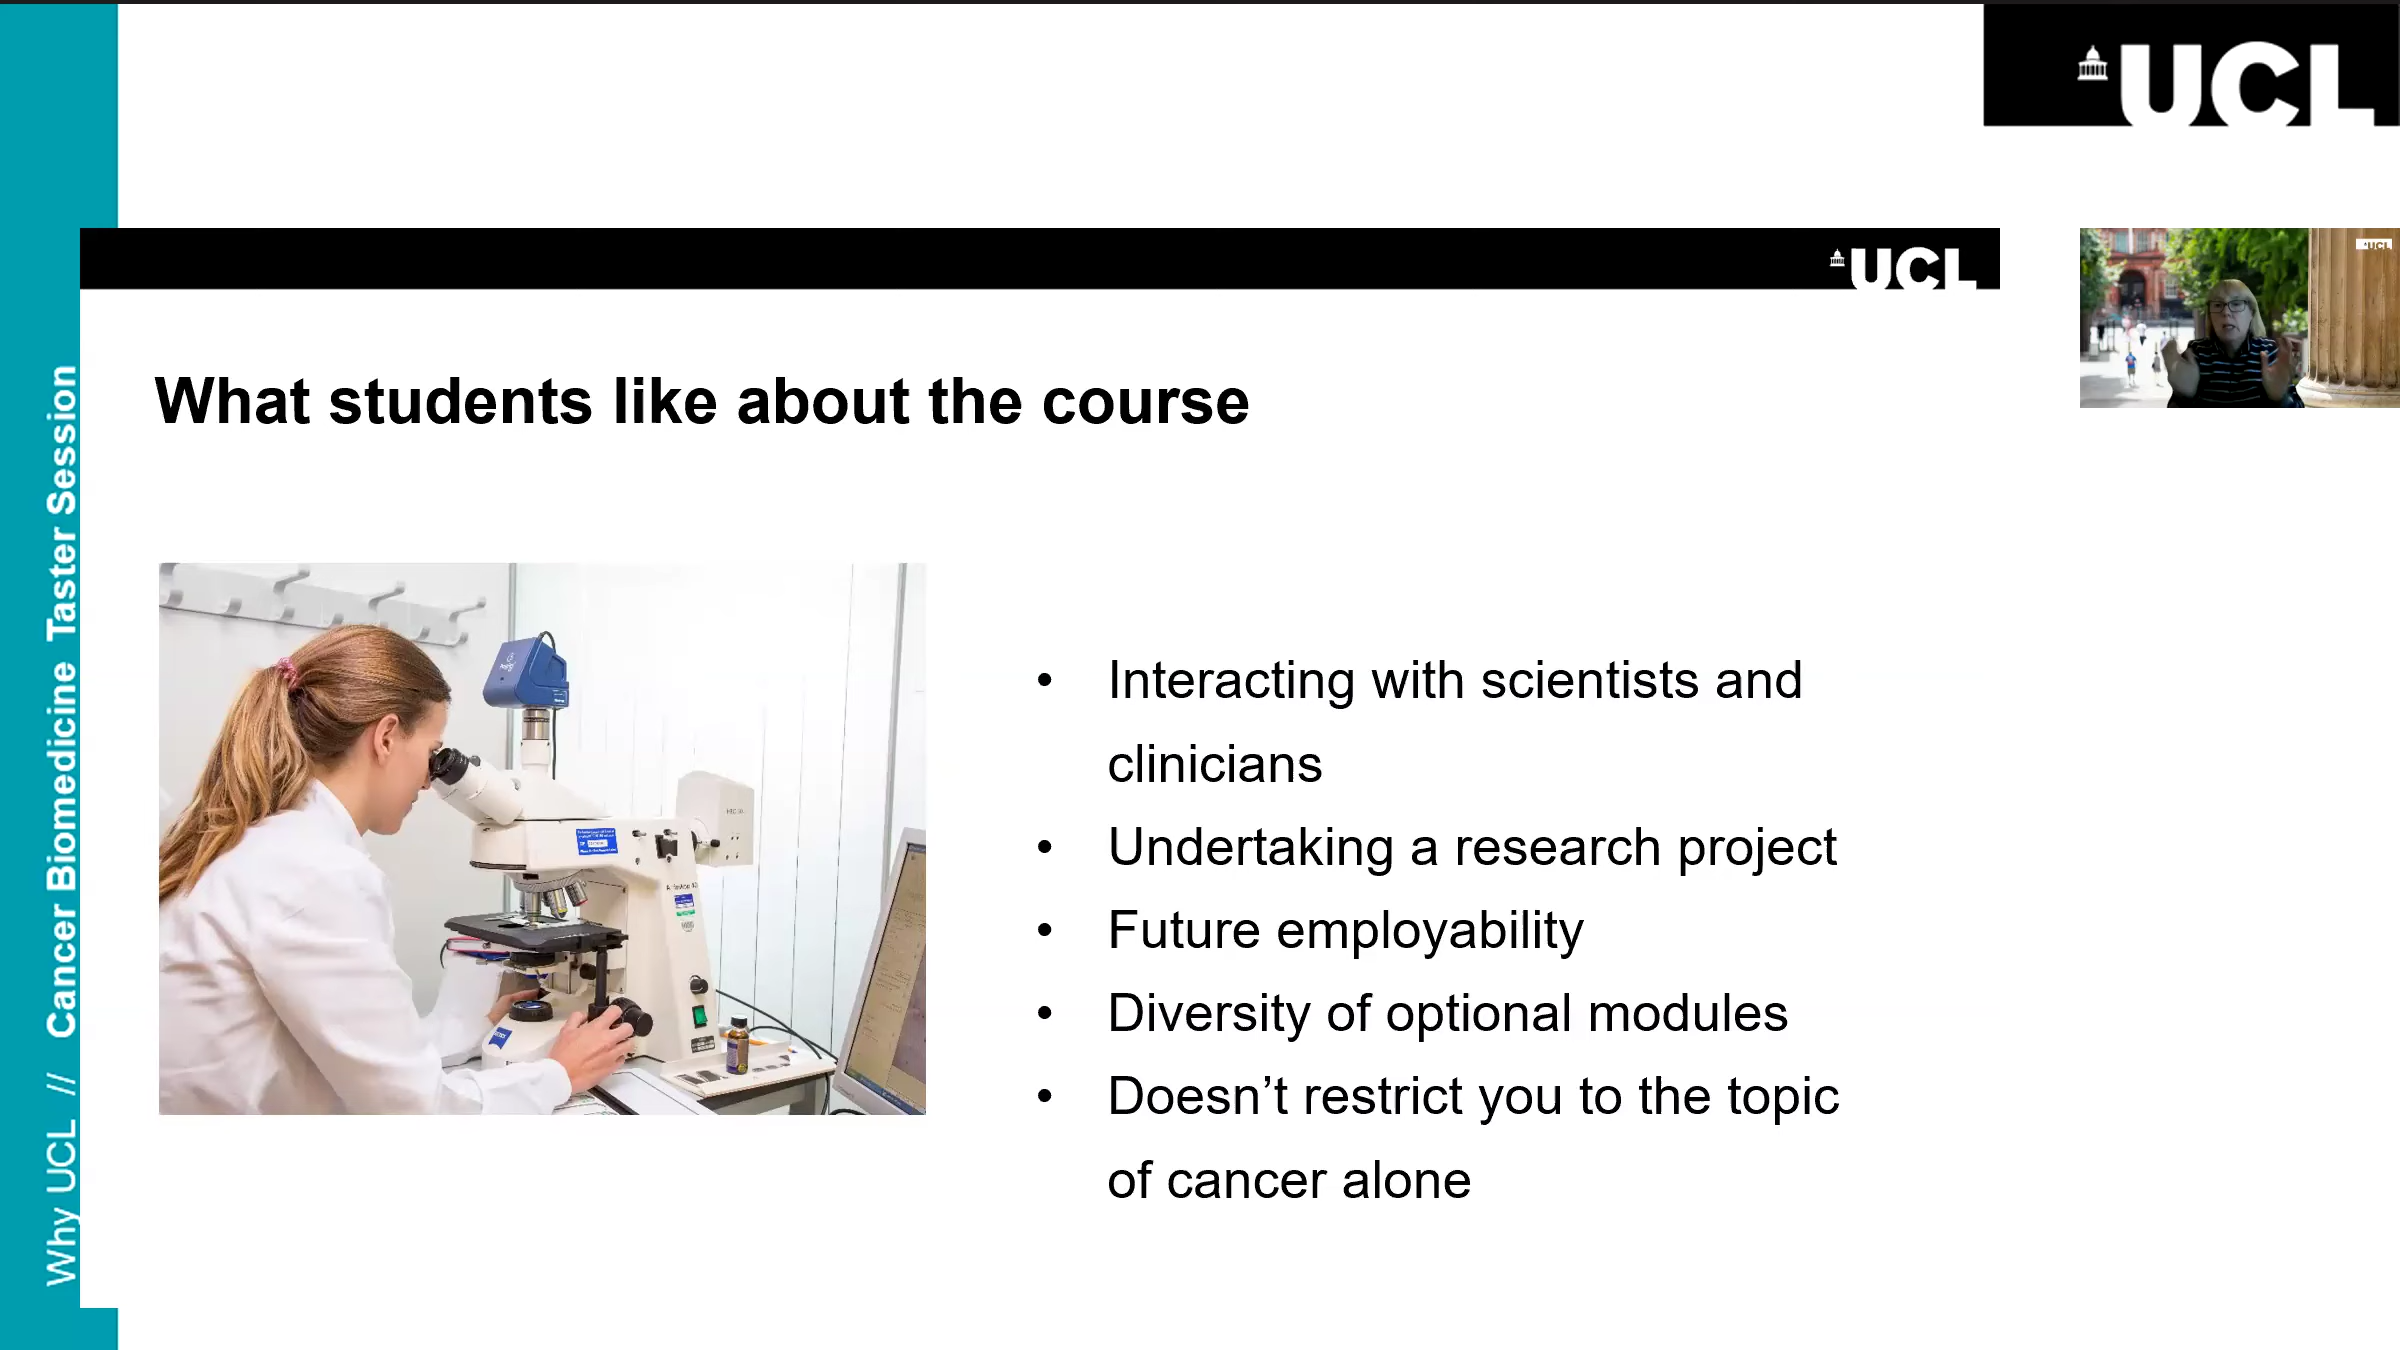 UCL
UCL
UCL
What students like about the course
• Interacting with scientists and
clinicians
• Undertaking a research project
• Future employability
• Diversity of optional modules
• Doesn’t restrict you to the topic
of cancer alone
Why UCL // Cancer Biomedicine Taster Session